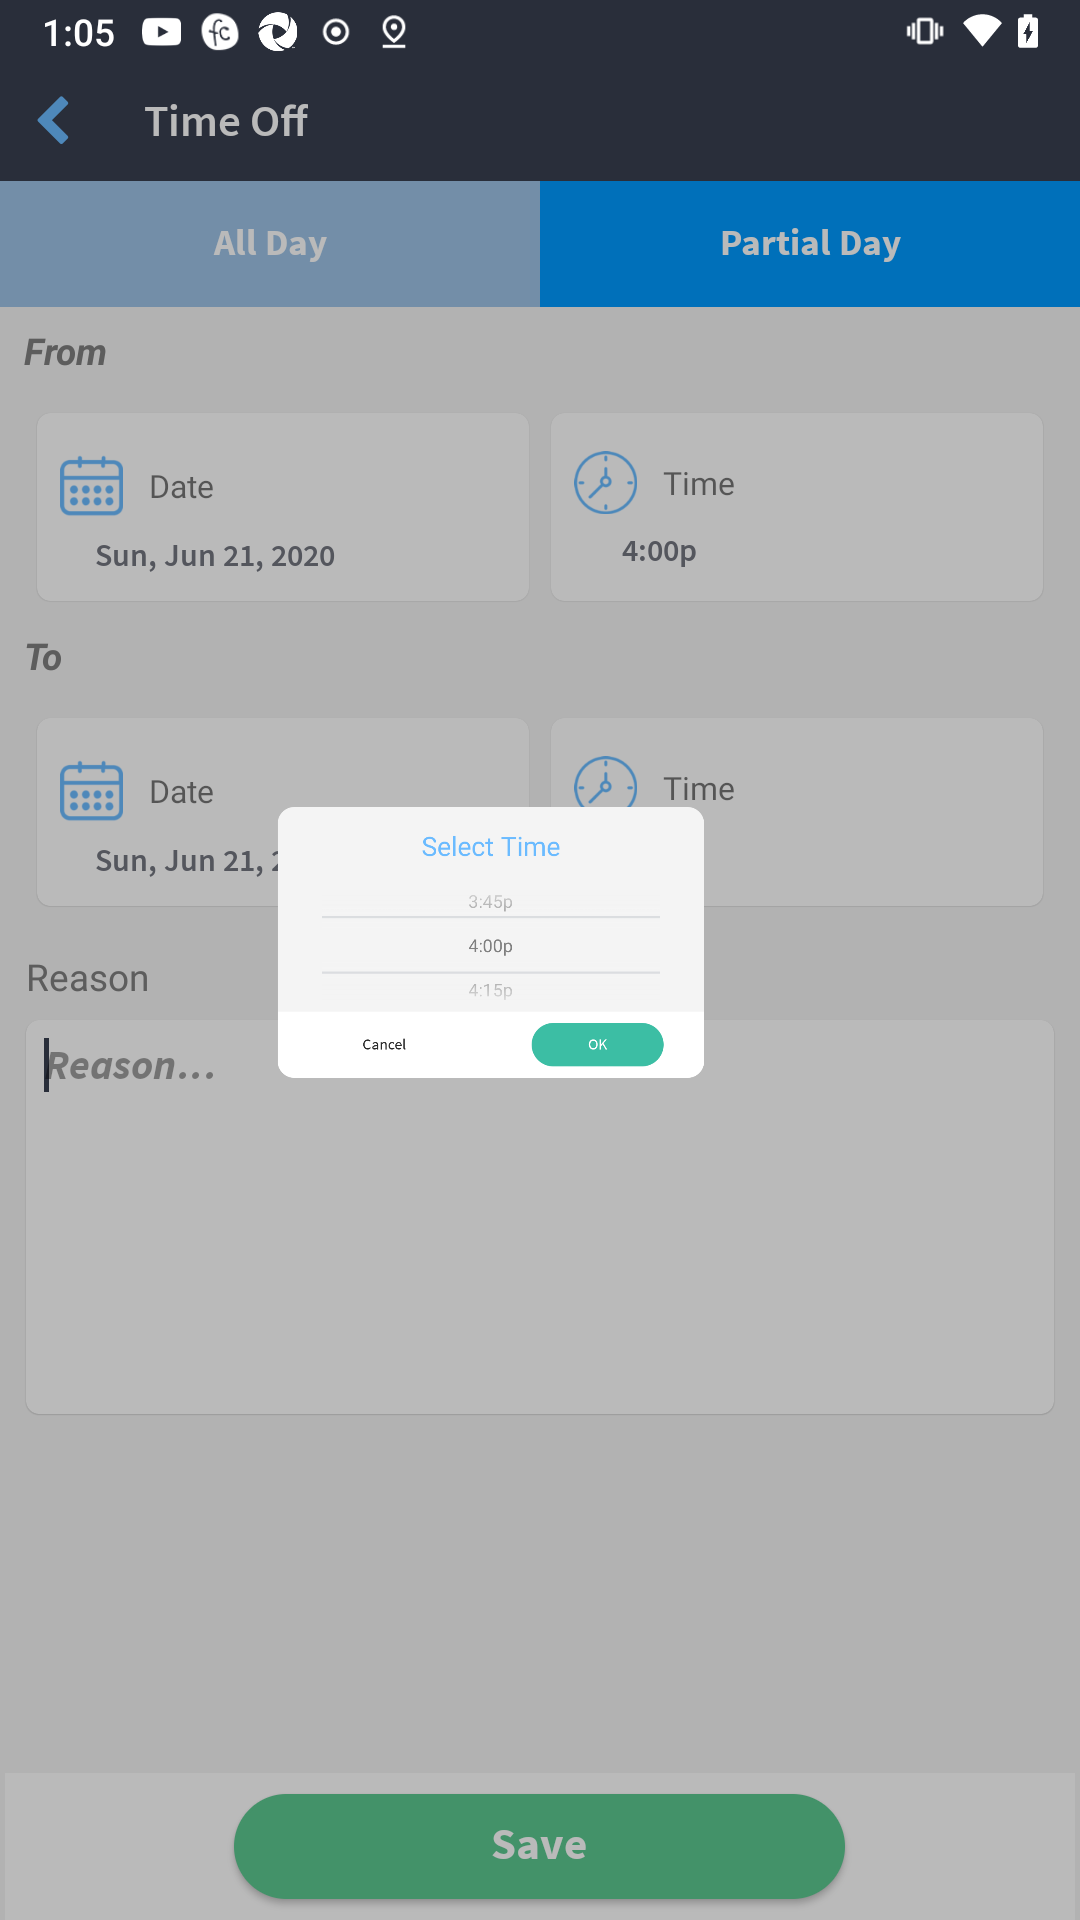 1:05
Time Off
All Day
Partial Day
From
Date
Time
Sun, Jun 21, 2020
4:00p
To
Date
Time
Sun, Jun 21,
Select Time
3:45p
4:00p
4:15p
Cancel
OK
Reason
Reason...
Save